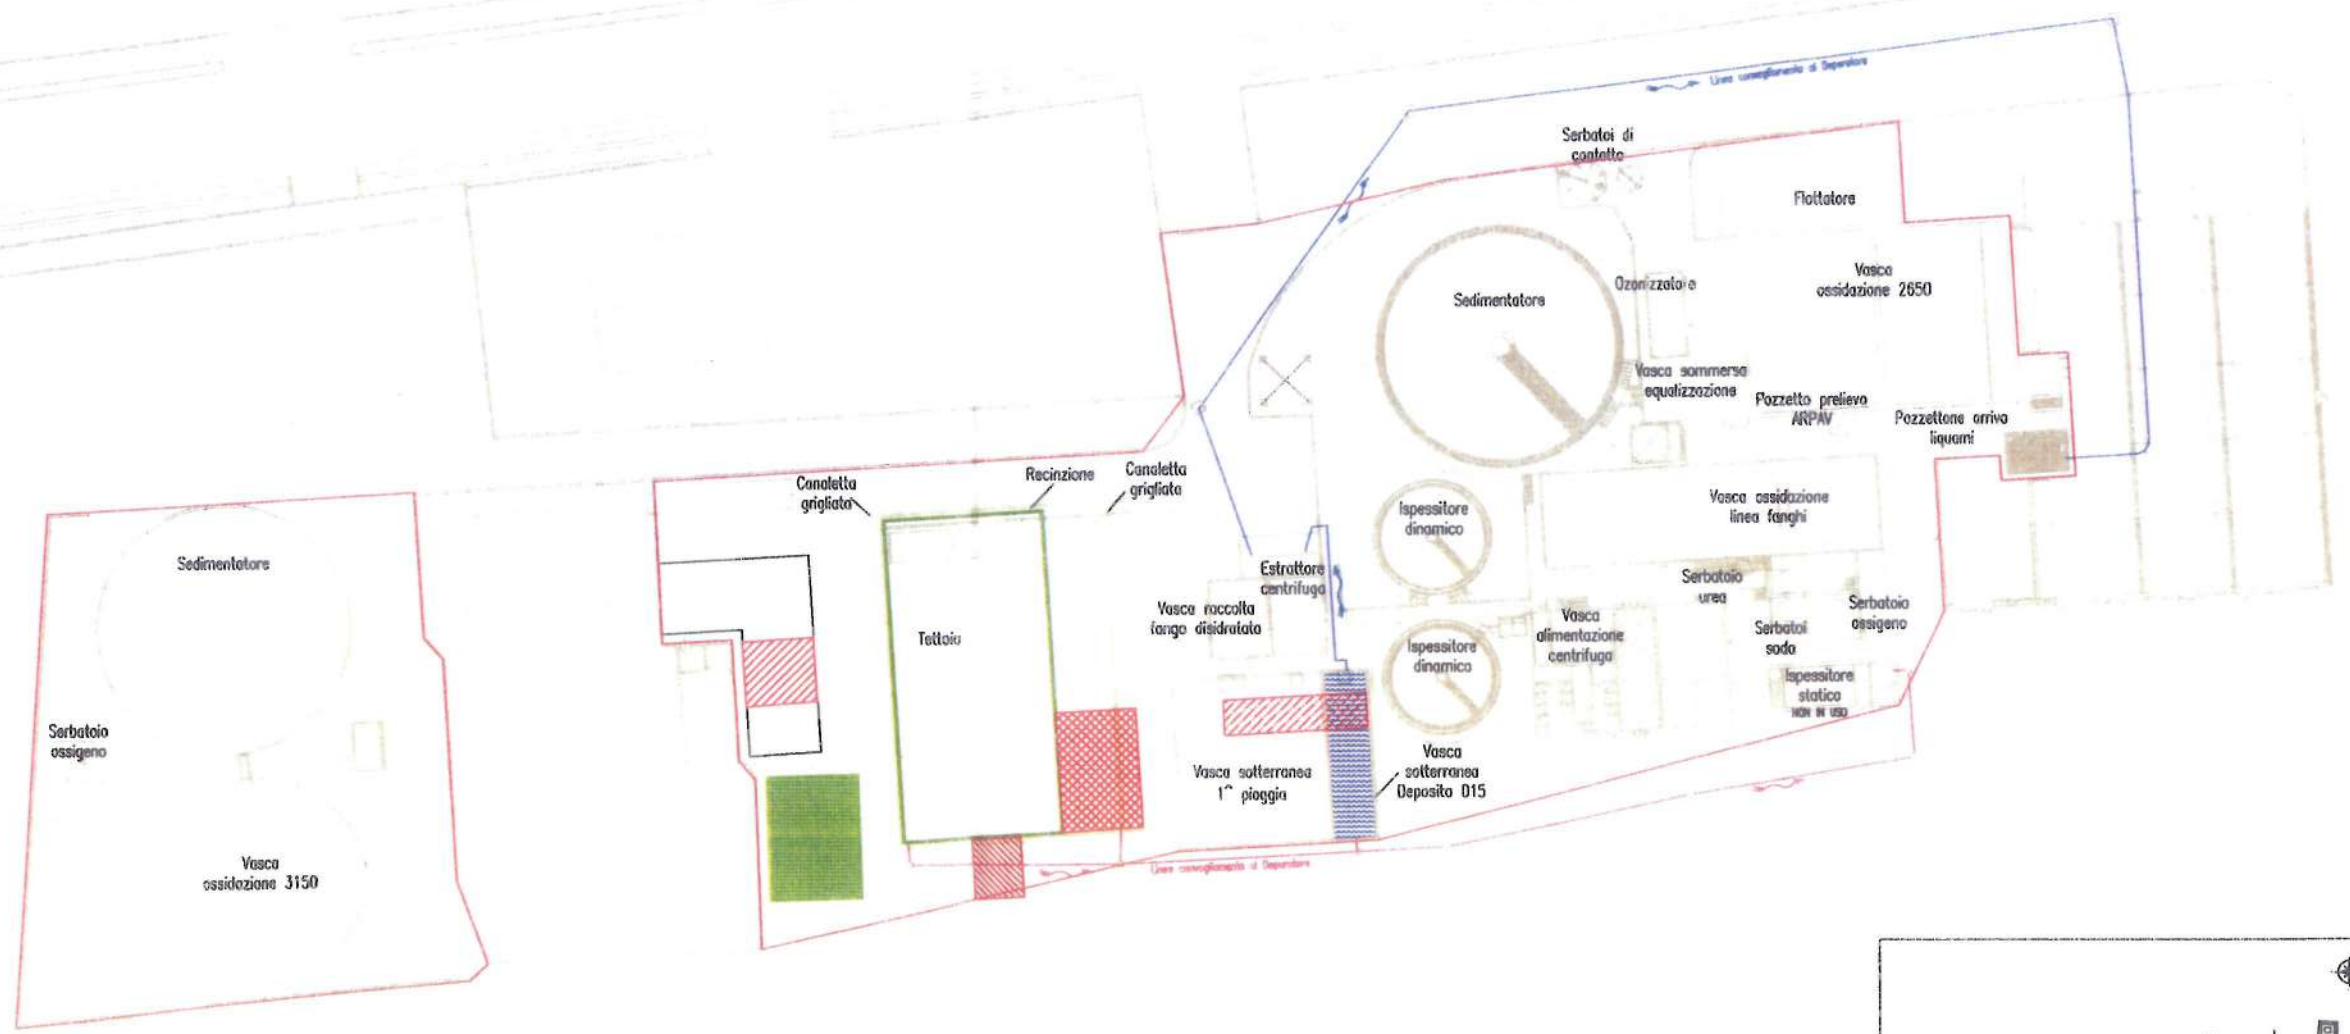 Linea convogliamento al Depuratore
Serbatoi di
contatto
Flottatore
Vasca
ossidazione 2650
Ozonizzatore
Sedimentatore
Vasca sommersa
equalizzazione
Pozzetto prelievo
ARPAV
Pozzettone arrivo
liquami
Canaletta
grigliata
Recinzione
Canaletta
grigliata
Vasca ossidazione
linea fanghi
Ispessitore
dinamico
Sedimentatore
Estrattore
centrifuga
Serbatoio
urea
Vasca raccolta
fango disidratato
Serbatoio
ossigeno
Vasca
alimentazione
centrifuga
Serbatoi
soda
Tettoia
Ispessitore
dinamico
Ispessitore
statico
NON IN USO
Serbatoio
ossigeno
Vasca
sotterranea
Deposito D15
Vasca sotterranea
1^ pioggia
Vasca
ossidazione 3150
Linea convogliamento al Depuratore